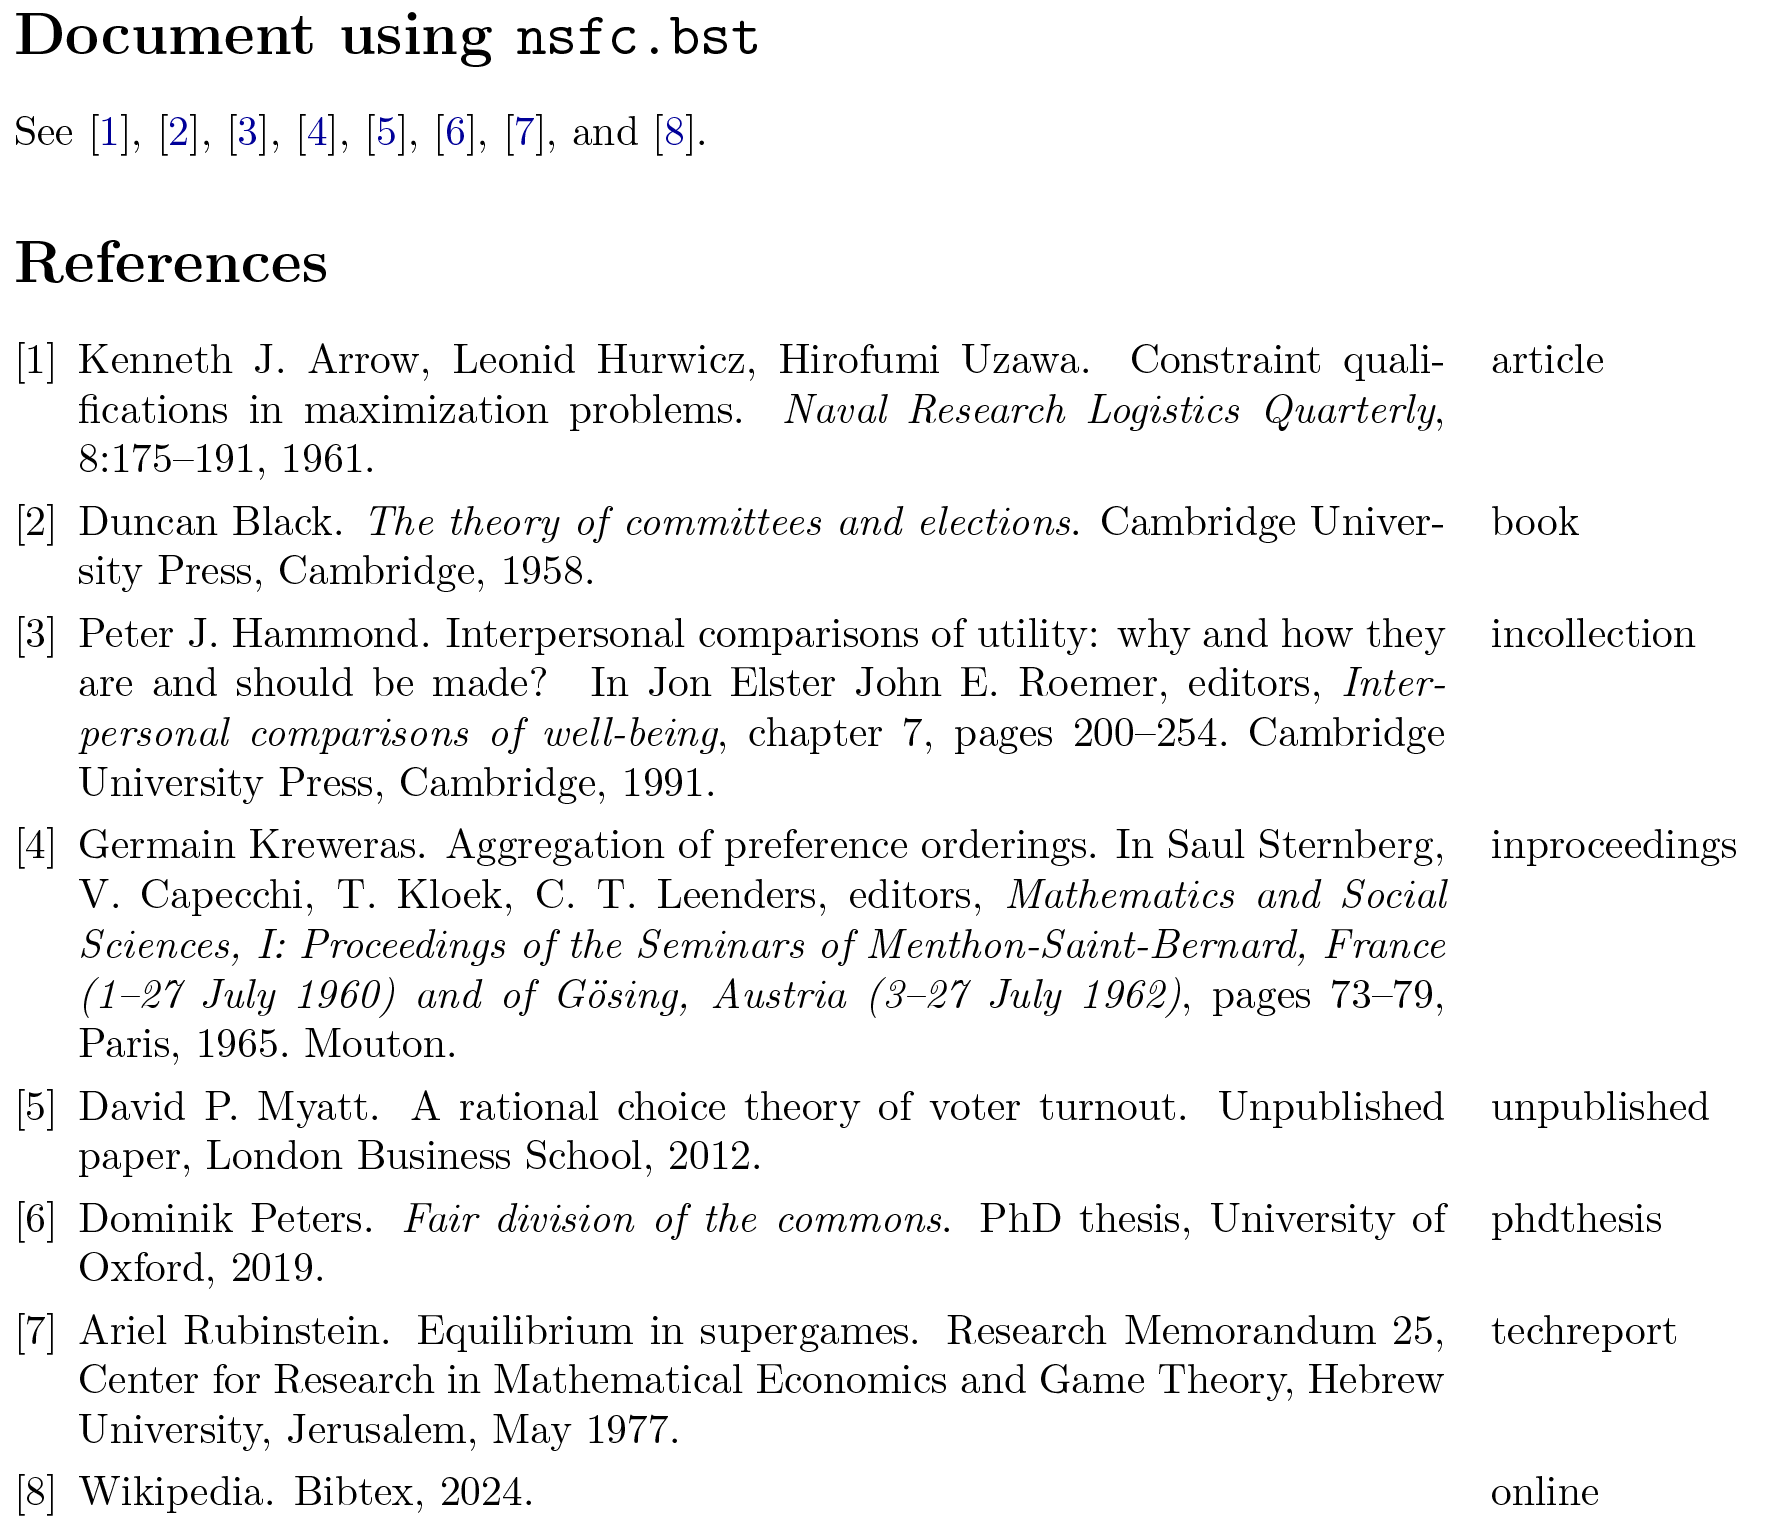 Document using nsfc.bst
See [1], [2], [3], [4], [5], [6], [7], and [8].
References
[1] Kenneth J. Arrow, Leonid Hurwicz, Hirofumi Uzawa. Constraint quali- article
fications in maximization problems. Naval Research Logistics Quarterly,
8:175–191, 1961.
[2] Duncan Black. The theory of committees and elections. Cambridge Univer- book
sity Press, Cambridge, 1958.
[3] Peter J. Hammond. Interpersonal comparisons of utility: why and how they incollection
are and should be made? In Jon Elster John E. Roemer, editors, Inter-
personal comparisons of well-being, chapter 7, pages 200–254. Cambridge
University Press, Cambridge, 1991.
[4] Germain Kreweras. Aggregation of preference orderings. In Saul Sternberg, inproceedings
V. Capecchi, T. Kloek, C. T. Leenders, editors, Mathematics and Social
Sciences, I: Proceedings of the Seminars of Menthon-Saint-Bernard, France
(1–27 July 1960) and of Gösing, Austria (3–27 July 1962), pages 73–79,
Paris, 1965. Mouton.
[5] David P. Myatt. A rational choice theory of voter turnout. Unpublished unpublished
paper, London Business School, 2012.
[6] Dominik Peters. Fair division of the commons. PhD thesis, University of phdthesis
Oxford, 2019.
[7] Ariel Rubinstein. Equilibrium in supergames. Research Memorandum 25, techreport
Center for Research in Mathematical Economics and Game Theory, Hebrew
University, Jerusalem, May 1977.
[8] Wikipedia. Bibtex, 2024. online